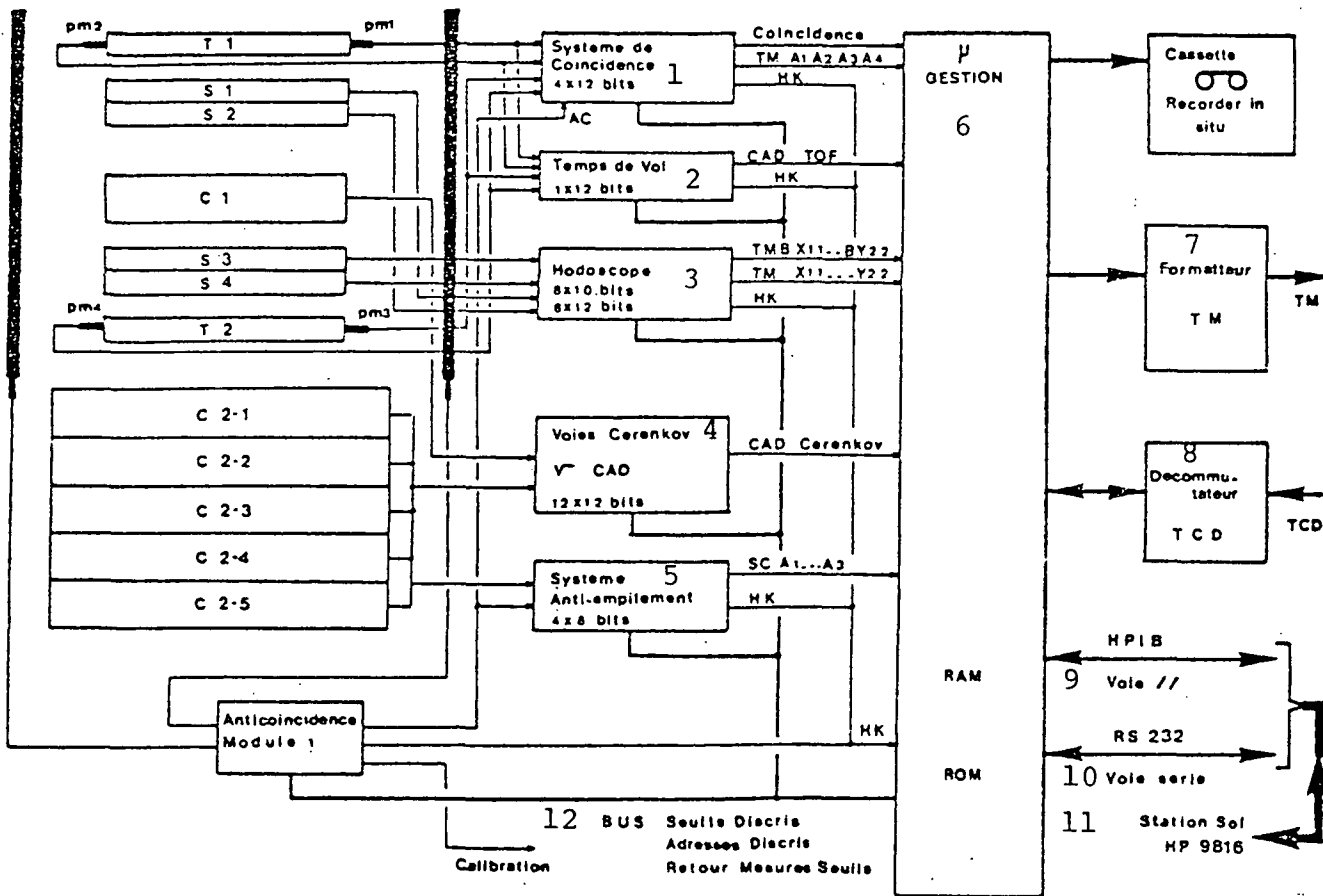 pm2
T 1
pm1
S 1
S 2
C 1
S 3
S 4
pm4
T 2
pm3
C 2-1
C 2-2
C 2-3
C 2-4
C 2-5
Anticoincidence
Module 1
Calibration
Systeme de
Coincidence
4x12 bits
1
AC
Temps de Vol
1x12 bits
2
Hodoscope
8x10.bits
8x12 bits
3
Voies Cerenkov
4
V‾ CAD
12x12 bits
Systeme
5
Anti-empilement
4x8 bits
Coincidence
TM A1A2A3A4
HK
CAD TOF
HK
TMB X11...BY22
TM X11....Y22
HK
CAD Cerenkov
SC A1...A3
HK
HK
12 BUS Seuils Discris
Adresses Discris
Retour Mesures Seuils
µ
GESTION
6
RAM
ROM
Cassette
Recorder in
situ
7
Formatteur
TM
TM
8
Decommu-
tateur
TCD
TCD
HPIB
9 Voie //
RS 232
10 Voie serie
11 Station Sol
HP 9816